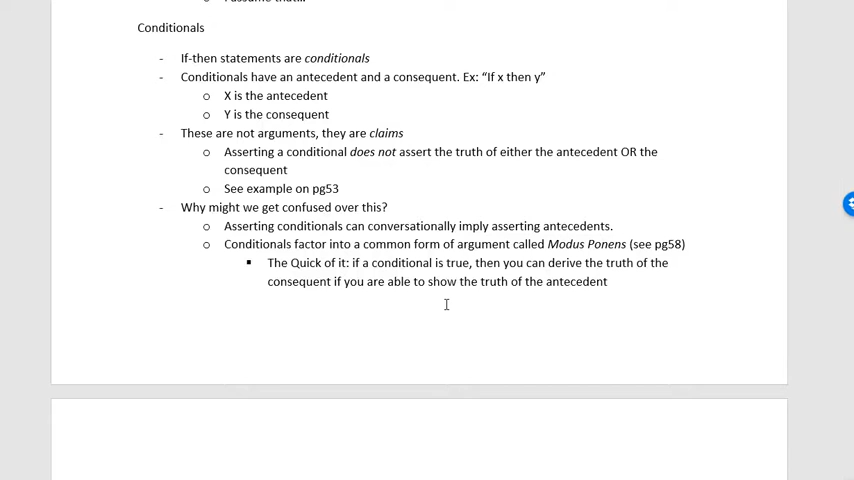 Conditionals
- If-then statements are conditionals
- Conditionals have an antecedent and a consequent. Ex: “If x then y”
o X is the antecedent
o Y is the consequent
- These are not arguments, they are claims
o Asserting a conditional does not assert the truth of either the antecedent OR the
consequent
o See example on pg53
- Why might we get confused over this?
o Asserting conditionals can conversationally imply asserting antecedents.
o Conditionals factor into a common form of argument called Modus Ponens (see pg58)
▪ The Quick of it: if a conditional is true, then you can derive the truth of the
consequent if you are able to show the truth of the antecedent